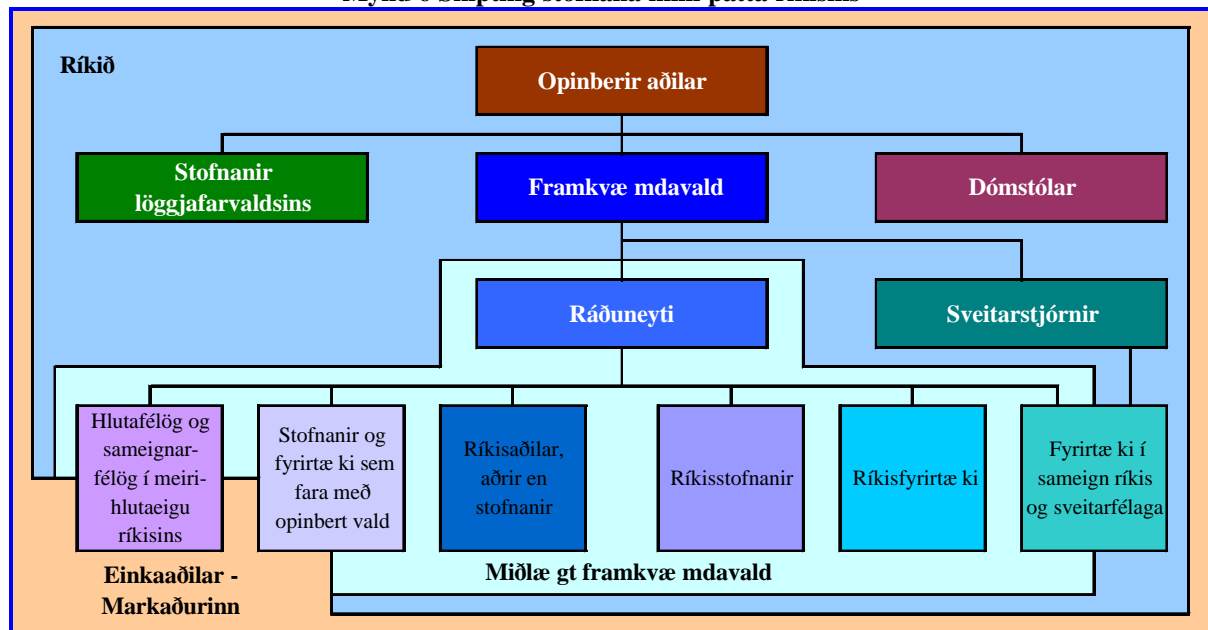 Ríkið
Opinberir aðilar
Stofnanir
löggjafarvaldsins
Framkvæ mdavald
Dómstólar
Ráðuneyti
Sveitarstjórnir
Hlutafélög og
sameignar-
félög í meiri-
hlutaeigu
ríkisins
Stofnanir og
fyrirtæ ki sem
fara með
opinbert vald
Ríkisaðilar,
aðrir en
stofnanir
Ríkisstofnanir
Ríkisfyrirtæ ki
Fyrirtæ ki í
sameign ríkis
og sveitarfélaga
Einkaaðilar -
Markaðurinn
Miðlæ gt framkvæ mdavald